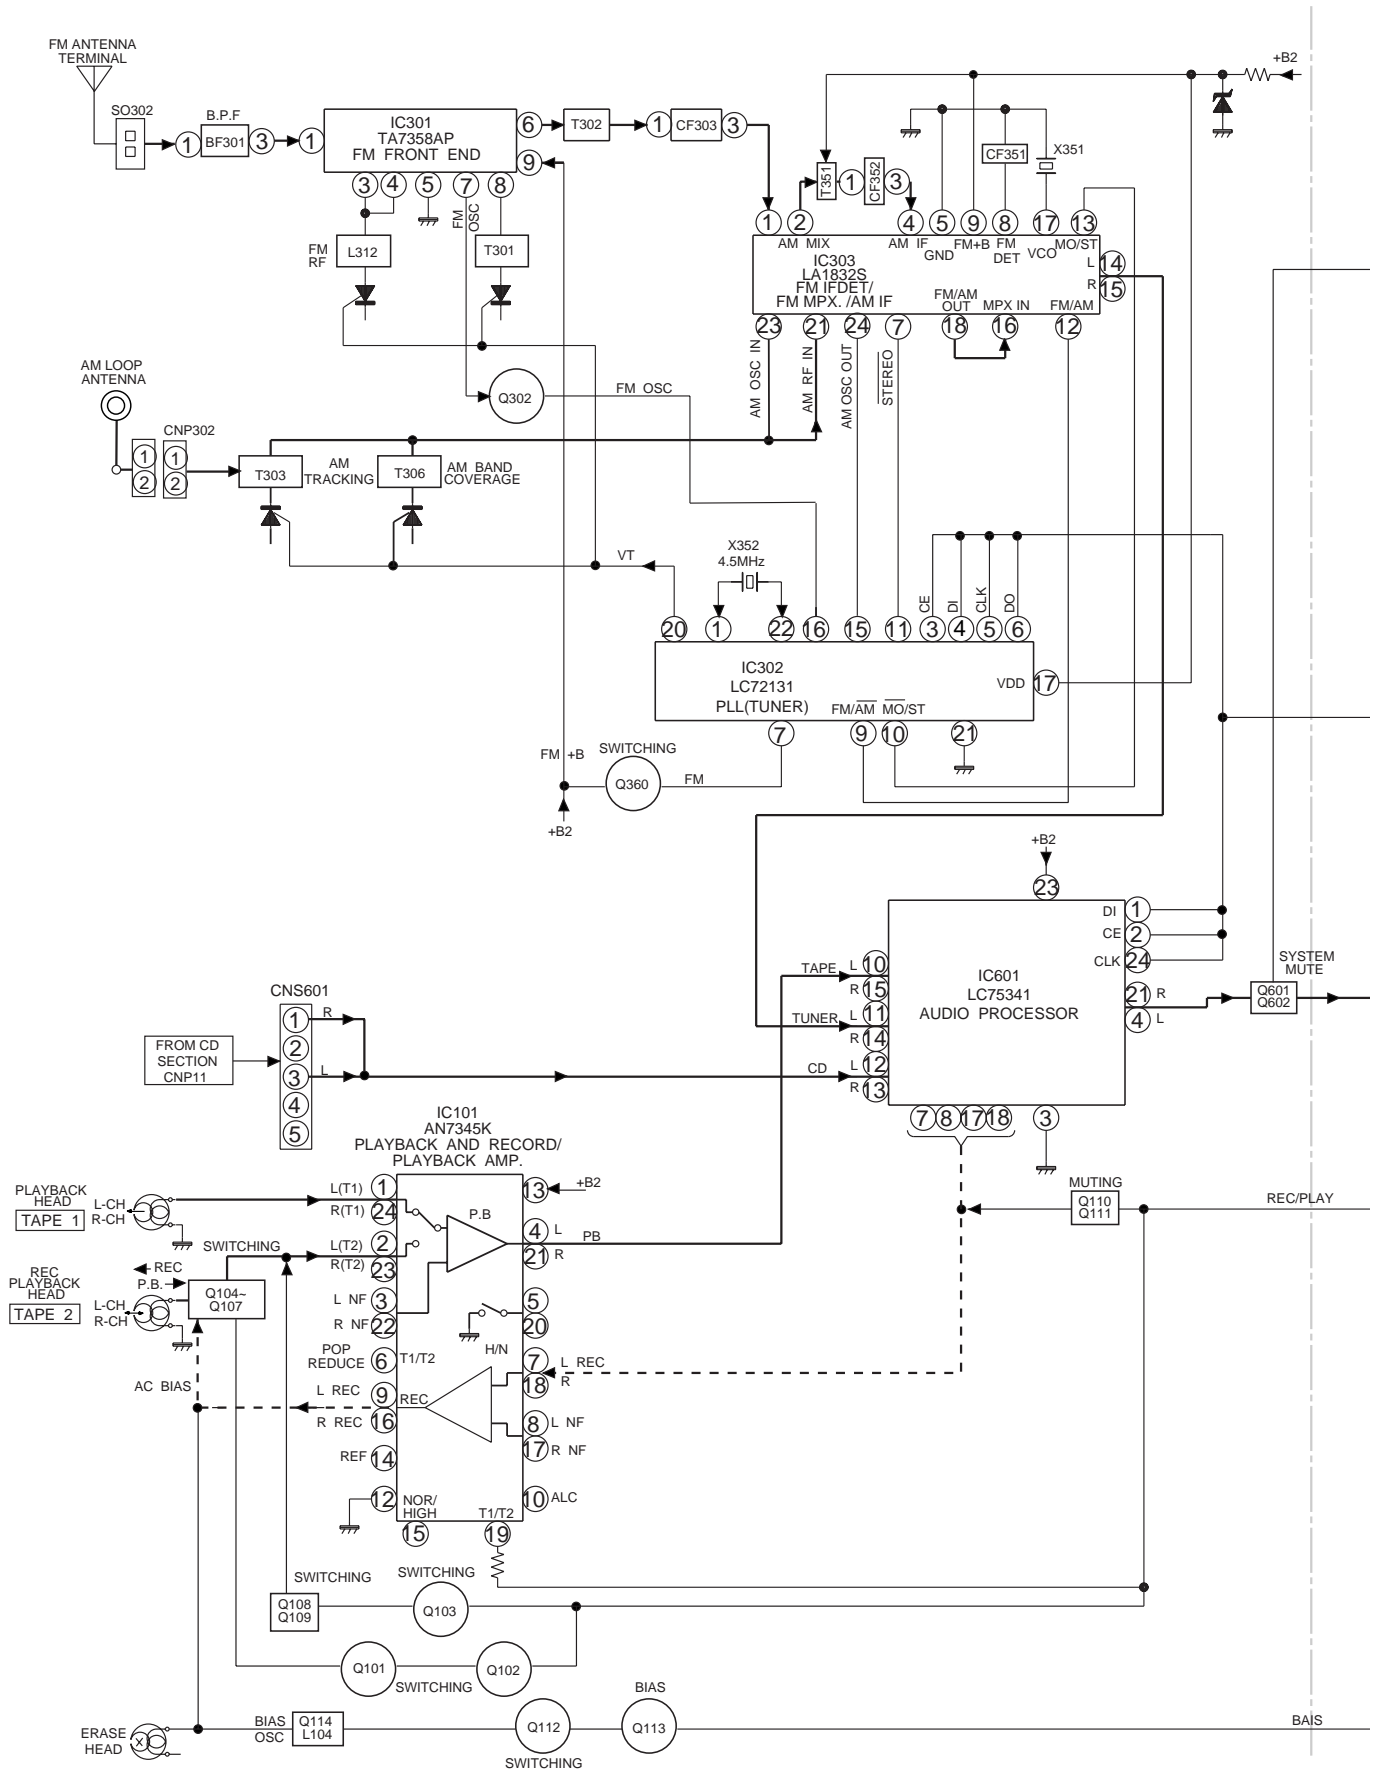 FM ANTENNA
TERMINAL
SO302
B.P.F
1
BF301
3
1
IC301
TA7358AP
FM FRONT END
6
9
3
4
5
7
8
T302
1
CF303
3
+B2
FM
OSC
FM
RF
L312
T301
T351
1
CF352
3
CF351
X351
1
2
4
5
9
8
17
13
AM MIX
AM IF
GND
FM+B
FM
DET
VCO
MO/ST
IC303
LA1832S
FM IFDET/
FM MPX. /AM IF
L
14
R
15
FM/AM
OUT
MPX IN
FM/AM
23
21
24
7
18
16
12
AM OSC IN
AM RF IN
AM OSC OUT
STEREO
AM LOOP
ANTENNA
CNP302
1
2
1
2
Q302
FM OSC
T303
AM
TRACKING
T306
AM BAND
COVERAGE
VT
X352
4.5MHz
CE
DI
CLK
DO
20
1
22
16
15
11
3
4
5
6
IC302
LC72131
PLL(TUNER)
VDD
17
FM/AM
MO/ST
7
9
10
21
FM +B
SWITCHING
Q360
FM
+B2
+B2
23
DI
1
CE
2
CLK
24
IC601
LC75341
AUDIO PROCESSOR
TAPE
L
10
R
15
TUNER
L
11
R
14
CD
L
12
R
13
21
R
4
L
SYSTEM
MUTE
Q601
Q602
7
8
17
18
3
CNS601
1
R
2
3
L
4
5
FROM CD
SECTION
CNP11
IC101
AN7345K
PLAYBACK AND RECORD/
PLAYBACK AMP.
PLAYBACK
HEAD
TAPE 1
L-CH
R-CH
L(T1)
1
R(T1)
24
P.B
13
+B2
4
L
21
R
PB
SWITCHING
L(T2)
2
R(T2)
23
REC
PLAYBACK
HEAD
TAPE 2
REC
P.B.
L-CH
R-CH
Q104~
Q107
L NF
3
R NF
22
5
20
H/N
POP
REDUCE
6
T1/T2
7
L REC
18
R
MUTING
Q110
Q111
REC/PLAY
AC BIAS
L REC
9
R REC
16
REC
8
L NF
17
R NF
REF
14
12
NOR/
HIGH
15
T1/T2
19
10
ALC
SWITCHING
Q108
Q109
SWITCHING
Q103
Q101
SWITCHING
Q102
ERASE
HEAD
X
BIAS
OSC
Q114
L104
Q112
SWITCHING
BIAS
Q113
BAIS